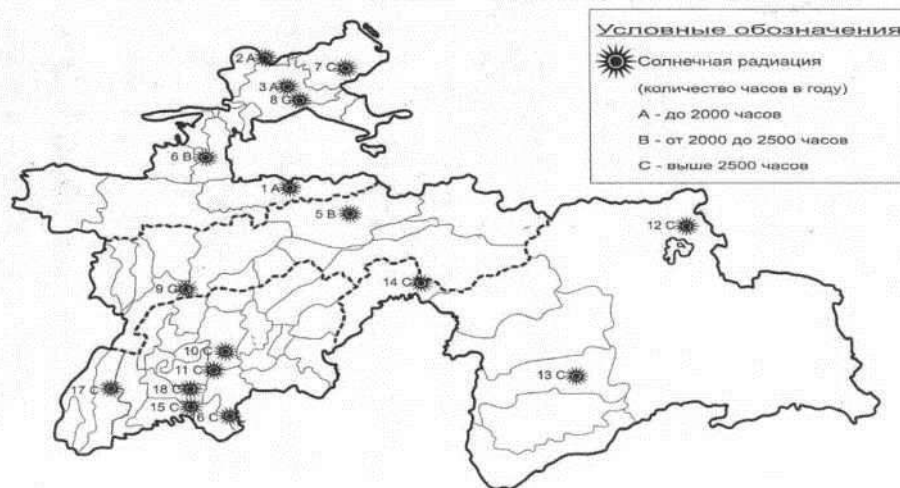 Условные обозначения
Солнечная радиация
(количество часов в году)
А - до 2000 часов
В - от 2000 до 2500 часов
С - выше 2500 часов
2 А
7 С
3 А
8 С
6 В
1 А
5 В
12 С
14 С
9 С
10 С
11 С
13 С
17 С
18 С
15 С
6 С